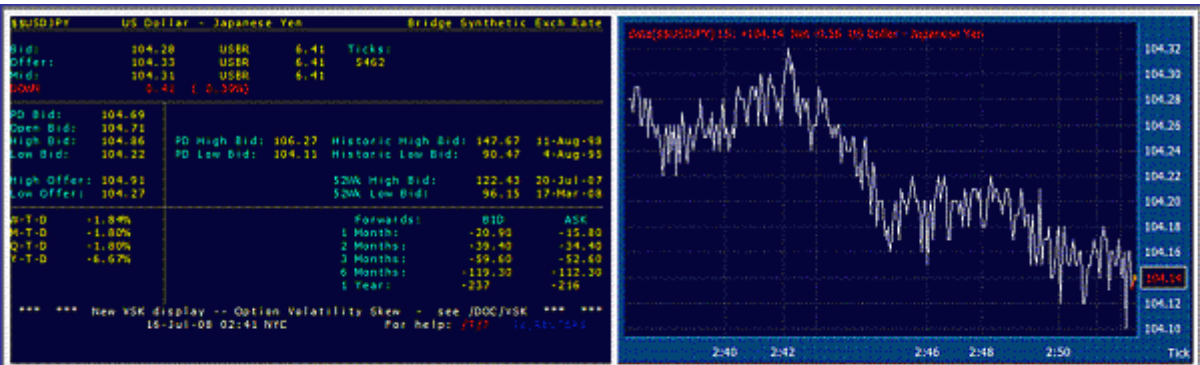 $$USDJPY US Dollar - Japanese Yen Bridge Synthetic Exch Rate
Bid: 104.28 USBR 6.41 Ticks:
Offer: 104.33 USBR 6.41 5462
Mid: 104.31 USBR 6.41
DOWN 0.41 ( 0.39%)
PD Bid: 104.69
Open Bid: 104.71
High Bid: 104.86 PD High Bid: 106.27 Historic High Bid: 147.67 11-Aug-98
Low Bid: 104.22 PD Low Bid: 104.11 Historic Low Bid: 90.47 4-Aug-95
High Offer: 104.91 52Wk High Bid: 122.43 20-Jul-07
Low Offer: 104.27 52Wk Low Bid: 96.15 17-Mar-08
W-T-D -1.84% Forwards: BID ASK
M-T-D -1.80% 1 Month: -20.90 -15.80
Q-T-D -1.80% 2 Months: -39.40 -34.40
Y-T-D -6.67% 3 Months: -59.60 -52.60
6 Months: -119.30 -112.30
1 Year: -237 -216
*** *** New VSK display -- Option Volatility Skew - see /DOC/VSK *** ***
16-Jul-08 02:41 NYC For help: /?/?
US Dollar - Japanese Yen
104.32
104.30
104.28
104.26
104.24
104.22
104.20
104.18
104.16
104.14
104.12
104.10
2:40 2:42 2:46 2:48 2:50 Tick